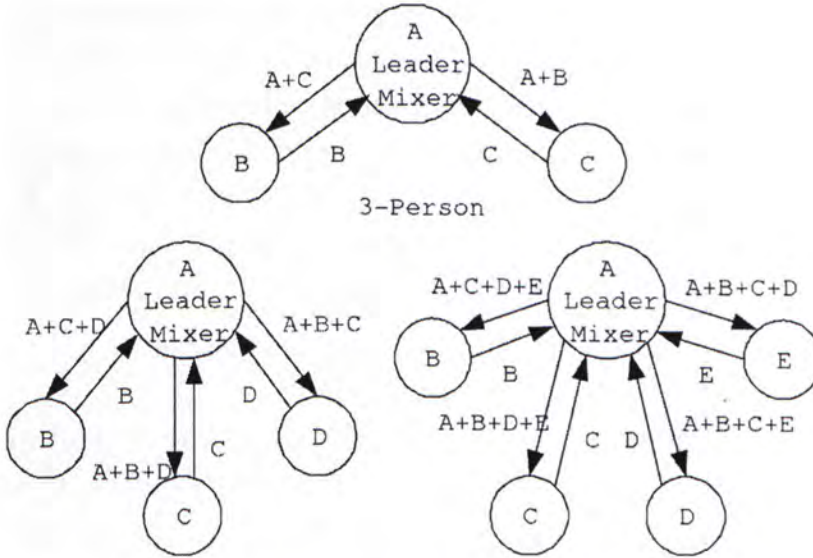 A
Leader
Mixer
A+C
A+B
B
B
C
C
3-Person
A
Leader
Mixer
A+C+D
A+B+C
B
B
D
D
A+B+D
C
C
A
Leader
Mixer
A+C+D+E
A+B+C+D
B
B
E
E
A+B+D+E
C
D
A+B+C+E
C
D